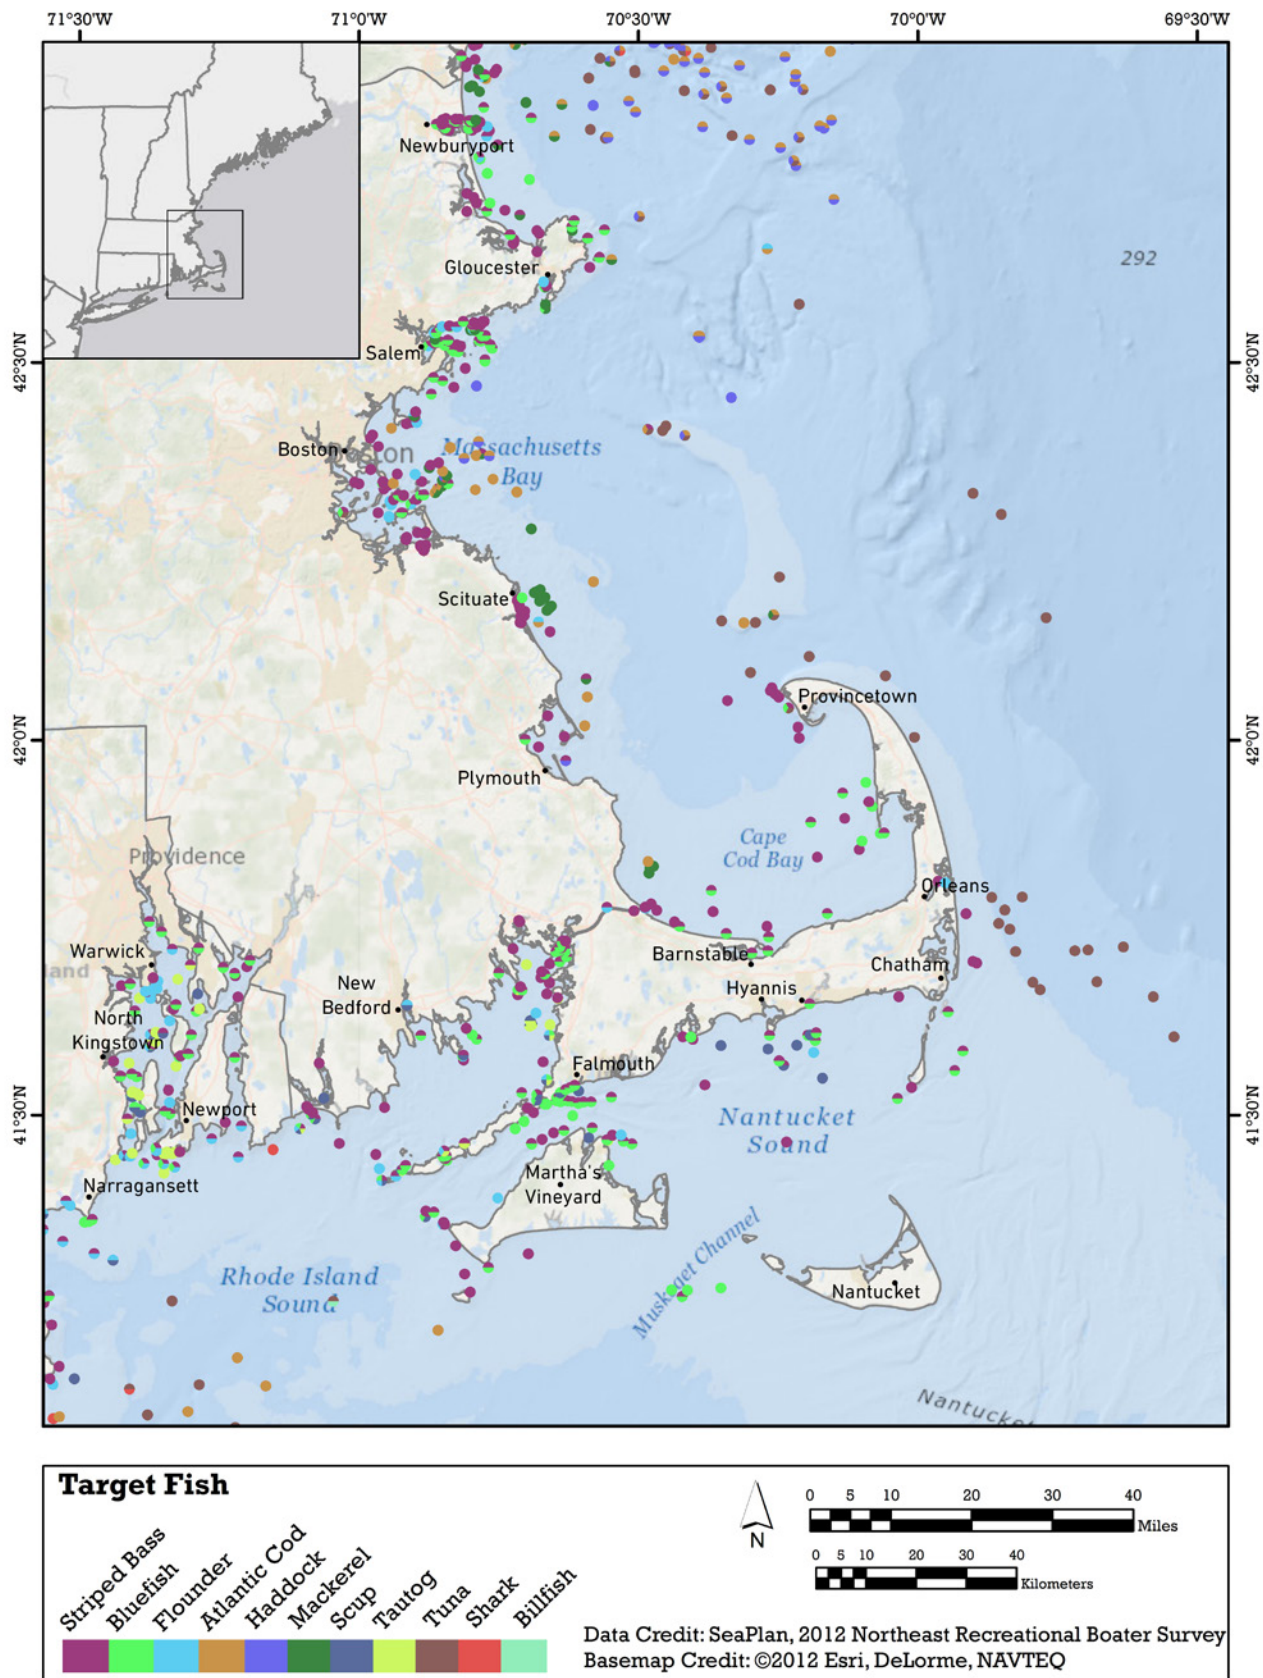 71°30'W 71°0'W 70°30'W 70°0'W 69°30'W
Newburyport
Gloucester
292
42°30'N
42°30'N
Salem
Boston
Boston
Massachusetts
Bay
Scituate
Provincetown
42°0'N
42°0'N
Plymouth
Cape
Cod Bay
Providence
Orleans
Warwick
land
Barnstable
Chatham
New
Bedford
Hyannis
North
Kingstown
Falmouth
Newport
41°30'N
41°30'N
Nantucket
Sound
Martha's
Vineyard
Narragansett
Muskeget Channel
Rhode Island
Sound
Nantucket
Nantucket
Target Fish
Striped Bass
Bluefish
Flounder
Atlantic Cod
Haddock
Mackerel
Scup
Tautog
Tuna
Shark
Billfish
N
0 5 10 20 30 40
Miles
0 5 10 20 30 40
Kilometers
Data Credit: SeaPlan, 2012 Northeast Recreational Boater Survey
Basemap Credit: ©2012 Esri, DeLorme, NAVTEQ